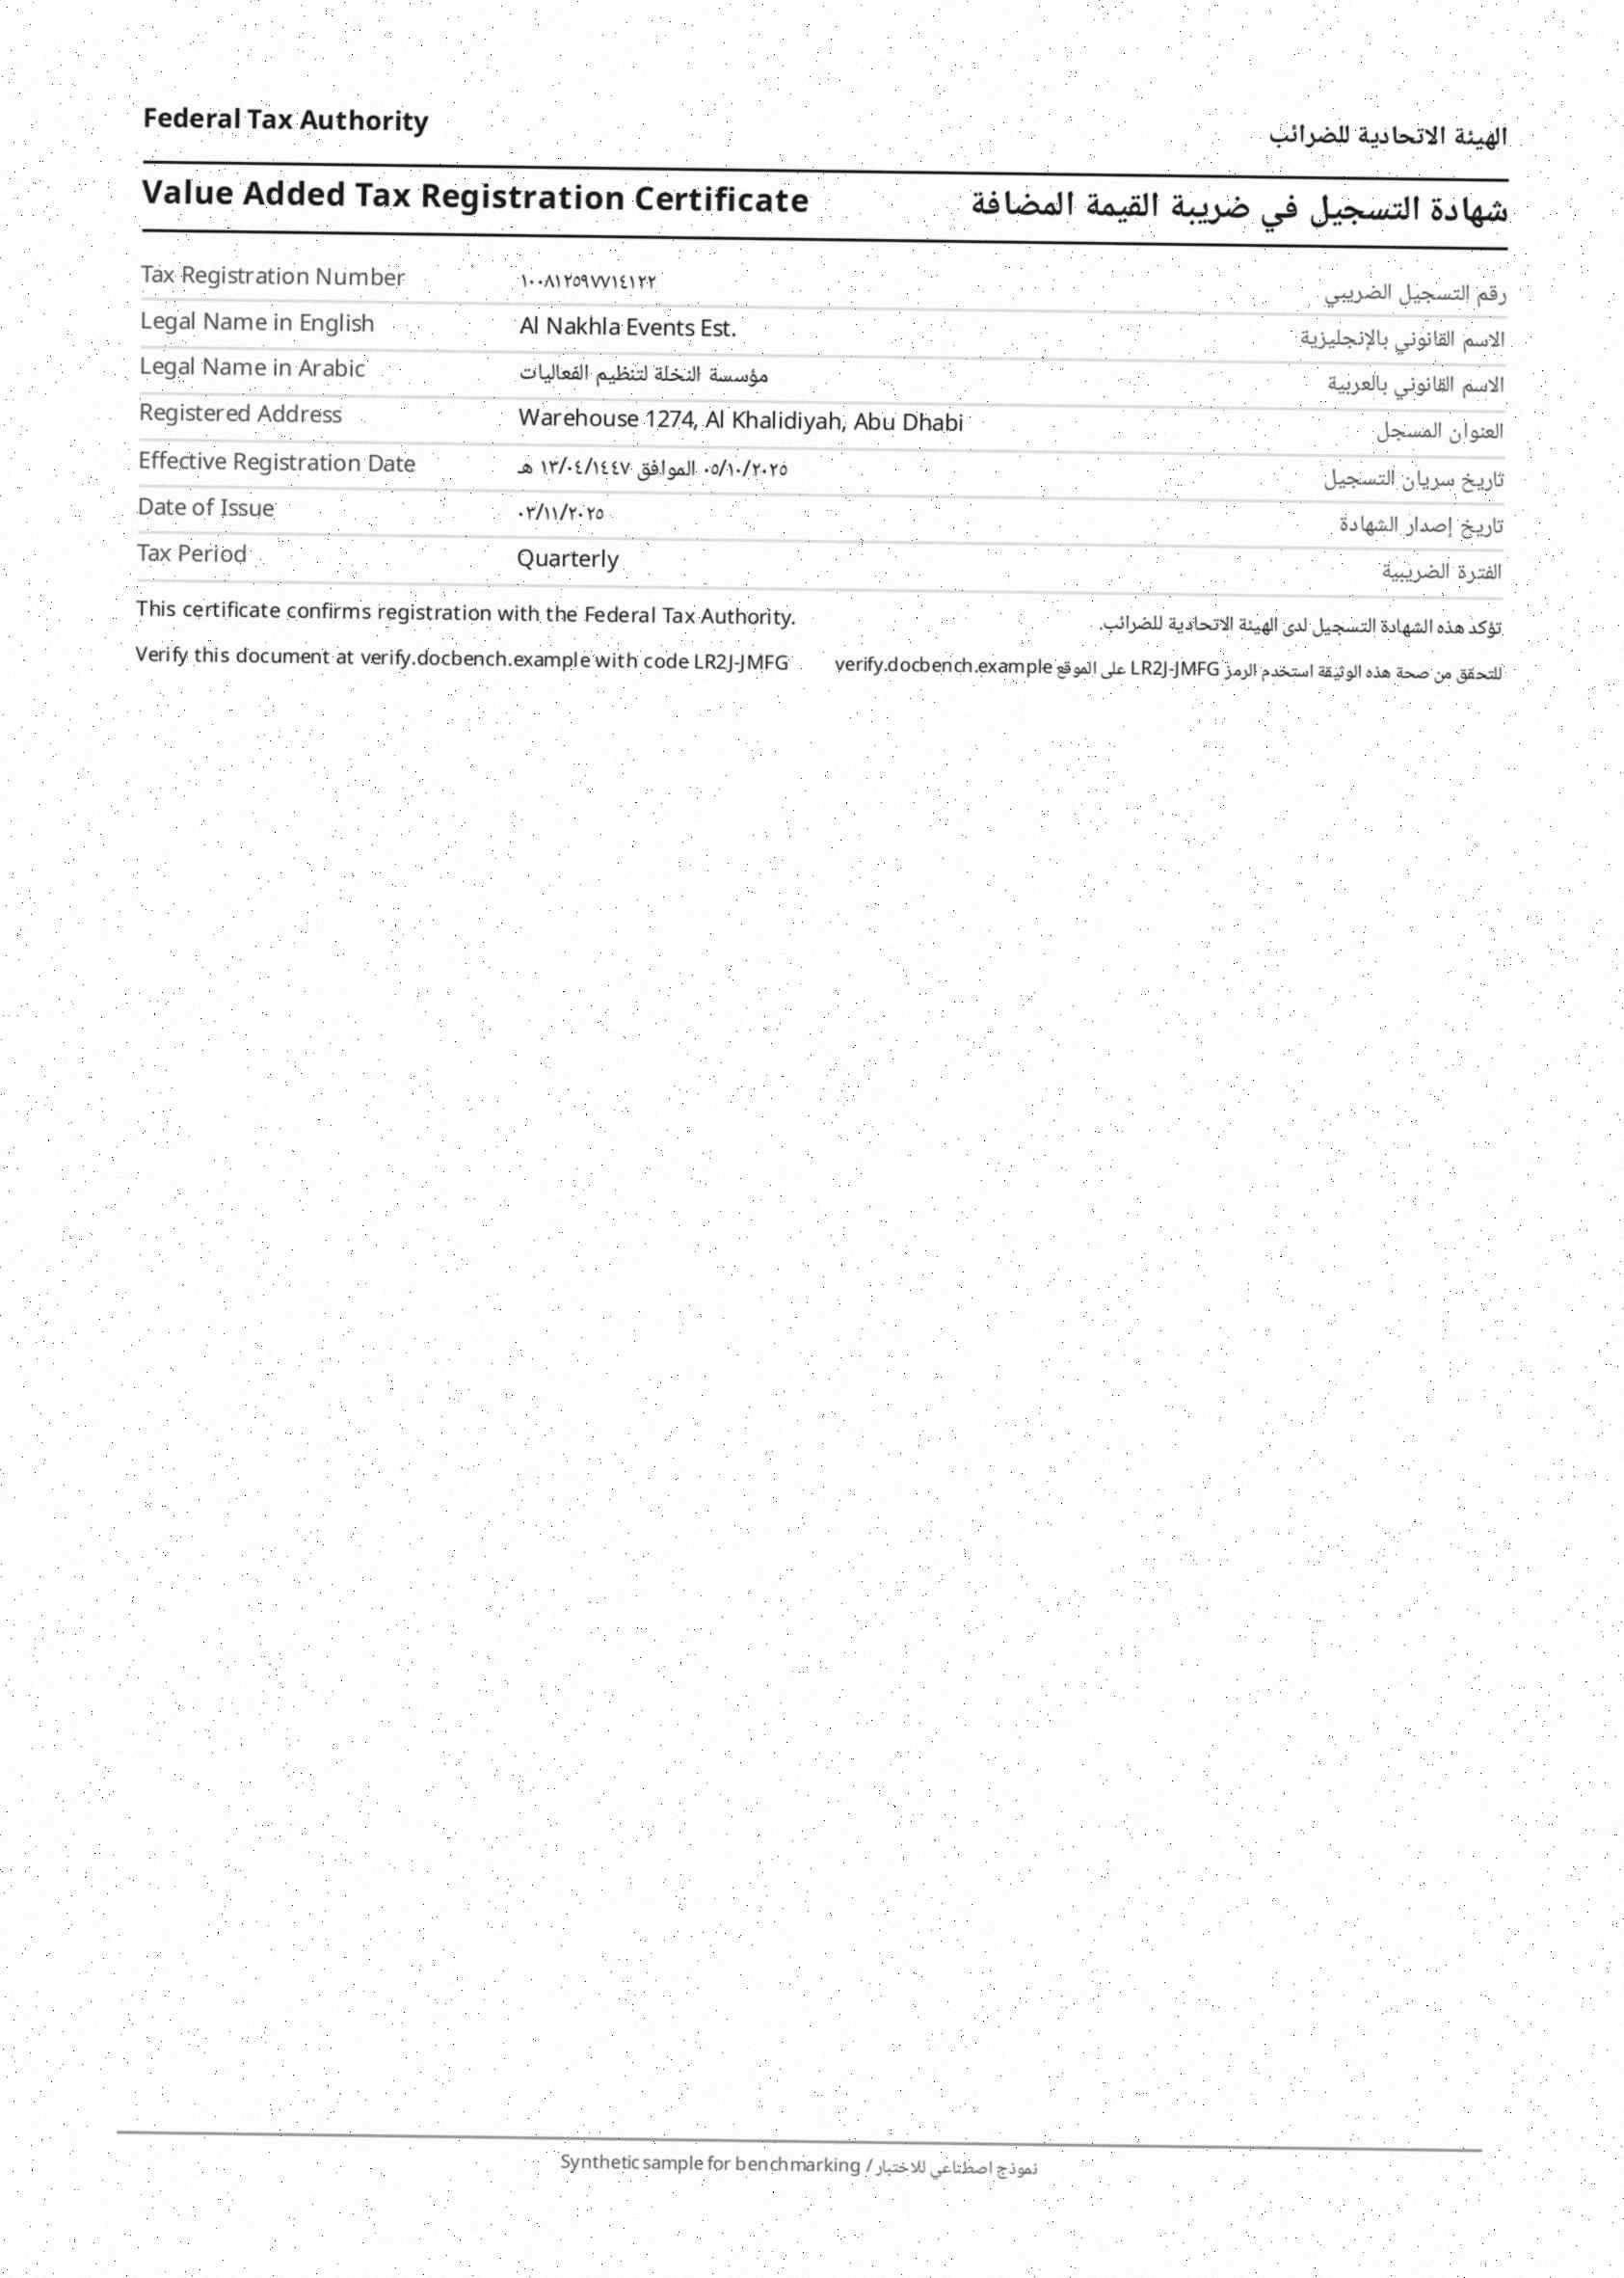 Federal Tax Authority الهيئة الاتحادية للضرائب
Value Added Tax Registration Certificate شهادة التسجيل في ضريبة القيمة المضافة
Tax Registration Number ١٠٠٨١٢٥٩٧٧١٤١٢٢ رقم التسجيل الضريبي
Legal Name in English Al Nakhla Events Est. الاسم القانوني بالإنجليزية
Legal Name in Arabic مؤسسة النخلة لتنظيم الفعاليات الاسم القانوني بالعربية
Registered Address Warehouse 1274, Al Khalidiyah, Abu Dhabi العنوان المسجل
Effective Registration Date ٠٥/١٠/٢٠٢٥ الموافق ١٣/٠٤/١٤٤٧ هـ تاريخ سريان التسجيل
Date of Issue ٠٣/١١/٢٠٢٥ تاريخ إصدار الشهادة
Tax Period Quarterly الفترة الضريبية
This certificate confirms registration with the Federal Tax Authority. تؤكد هذه الشهادة التسجيل لدى الهيئة الاتحادية للضرائب.
Verify this document at verify.docbench.example with code LR2J-JMFG للتحقق من صحة هذه الوثيقة استخدم الرمز LR2J-JMFG على الموقع verify.docbench.example
Synthetic sample for benchmarking / نموذج اصطناعي للاختبار